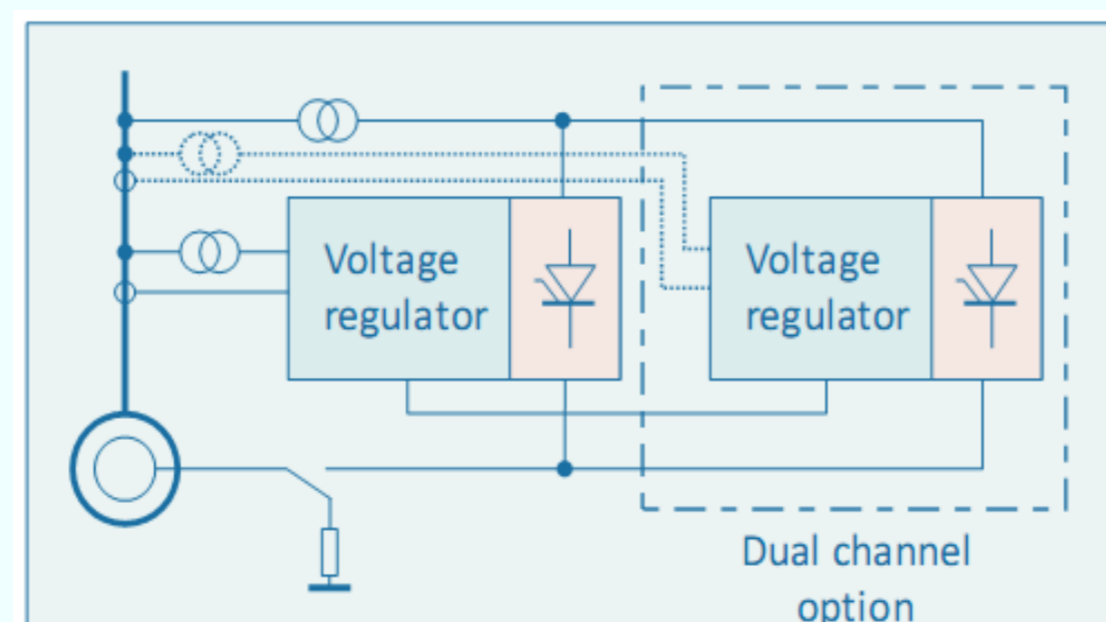 Voltage
regulator
Voltage
regulator
Dual channel
option